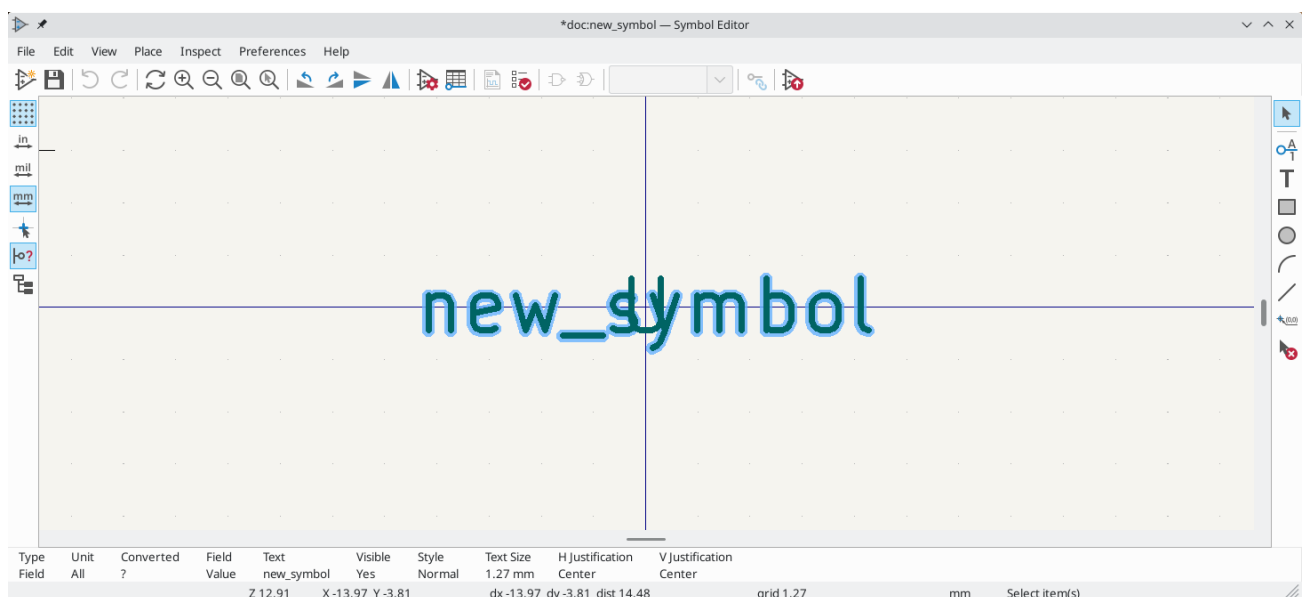 *doc:new_symbol — Symbol Editor
File Edit View Place Inspect Preferences Help
in
mil
mm
A
1
T
(0,0)
new_symbol
U
Type Unit Converted Field Text Visible Style Text Size H Justification V Justification
Field All ? Value new_symbol Yes Normal 1.27 mm Center Center
Z 12.91 X -13.97 Y -3.81 dx -13.97 dy -3.81 dist 14.48 grid 1.27 mm Select item(s)